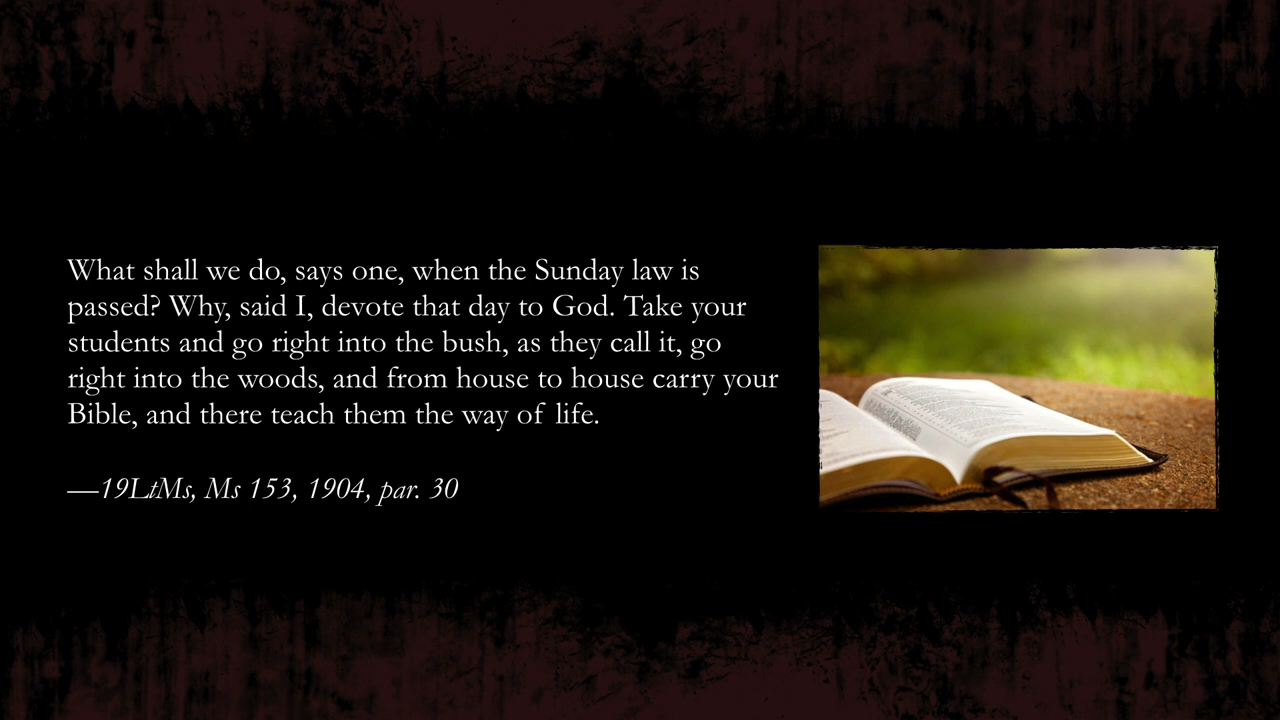 What shall we do, says one, when the Sunday law is
passed? Why, said I, devote that day to God. Take your
students and go right into the bush, as they call it, go
right into the woods, and from house to house carry your
Bible, and there teach them the way of life.
—19LtMs, Ms 153, 1904, par. 30